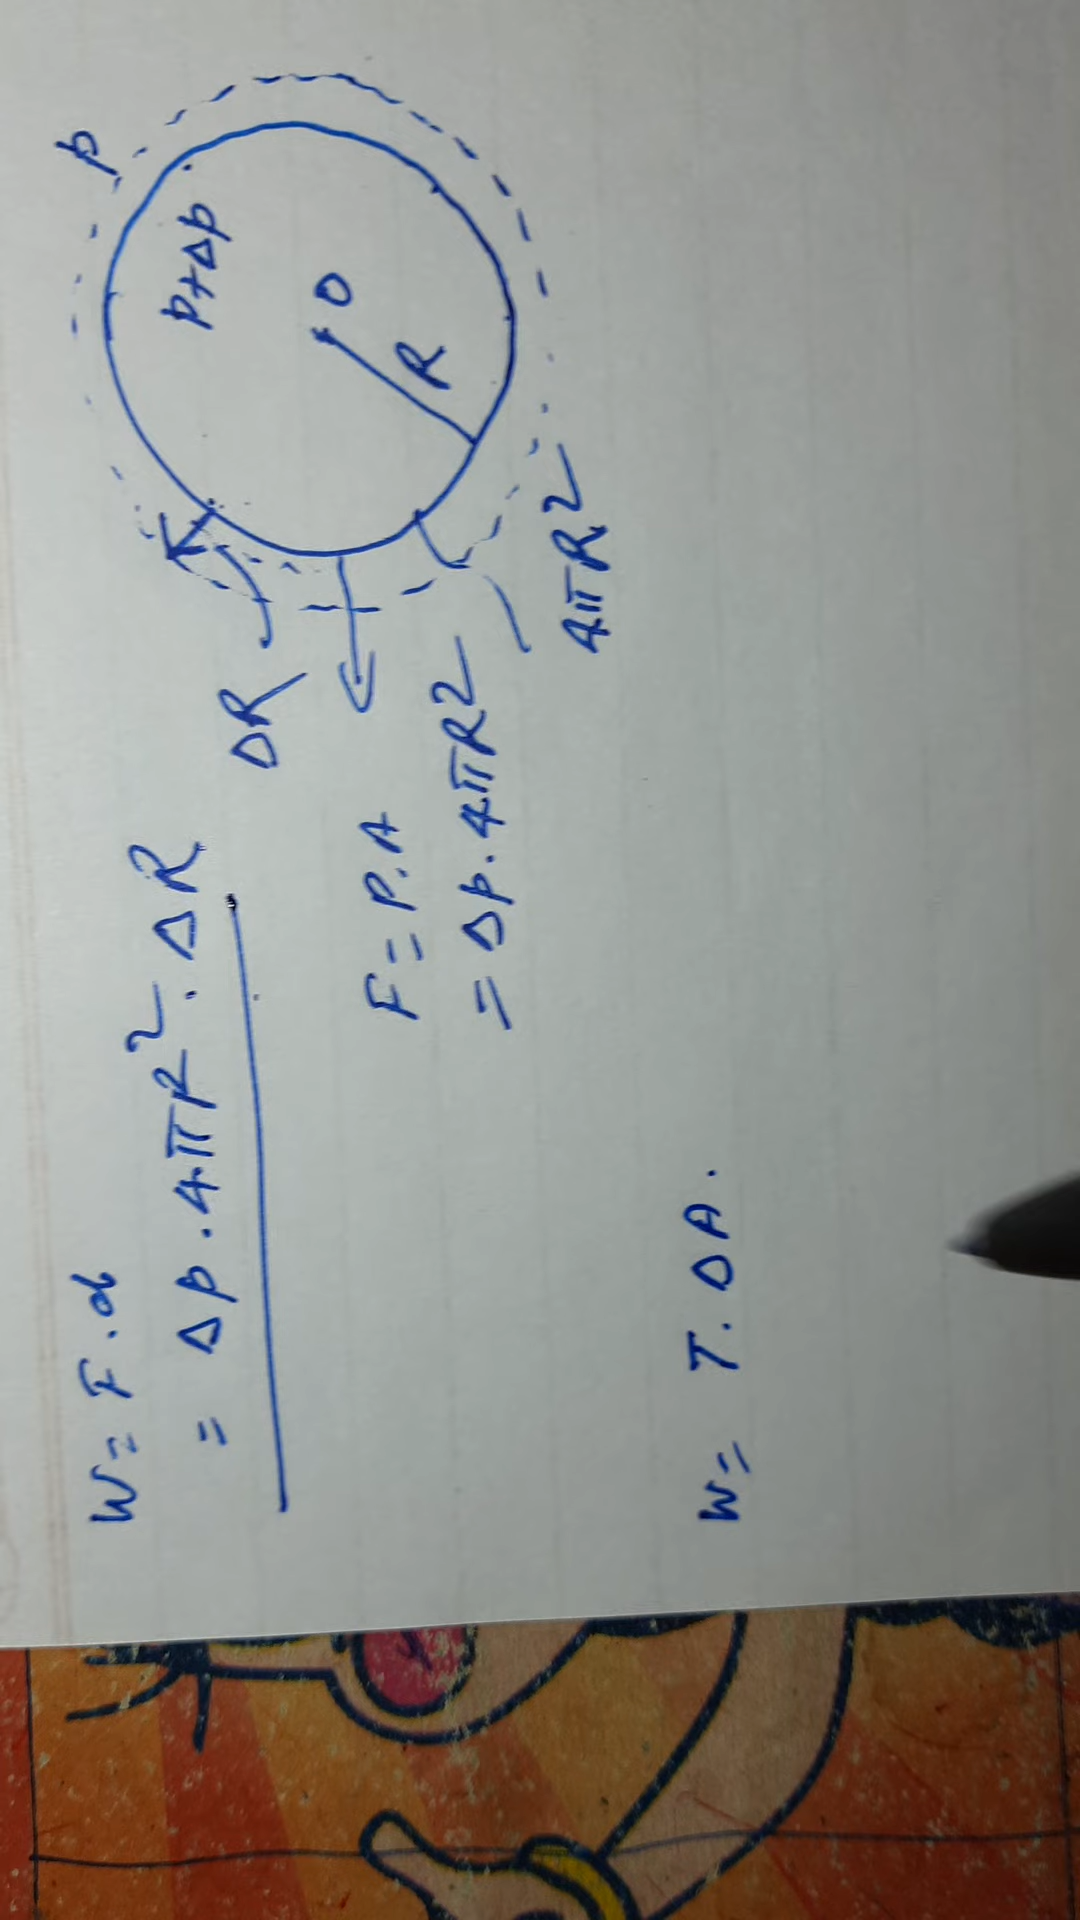 W = F.d
= Δp.4πR².ΔR
p
p+Δp
O
R
ΔR
F = P.A
= Δp.4πR²
4πR²
W = T.ΔA.